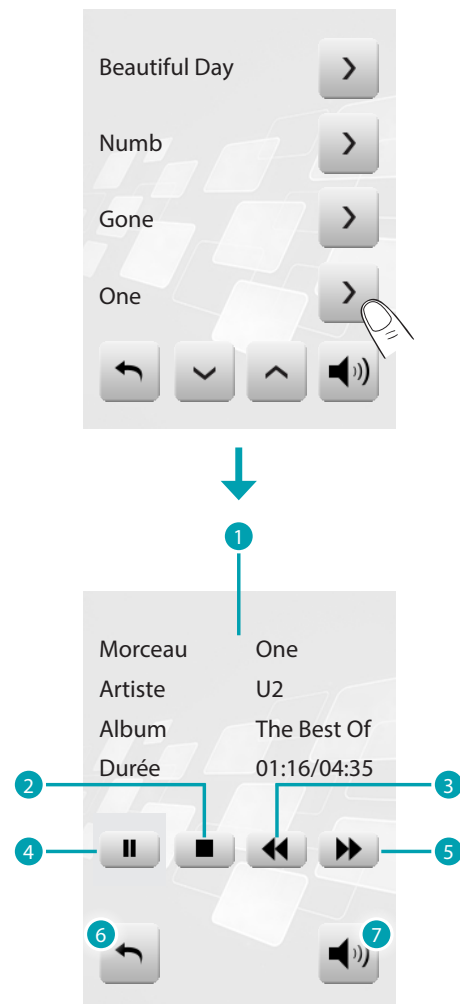 Beautiful Day
Numb
Gone
One
1
Morceau One
Artiste U2
Album The Best Of
Durée 01:16/04:35
2
3
4
5
6
7